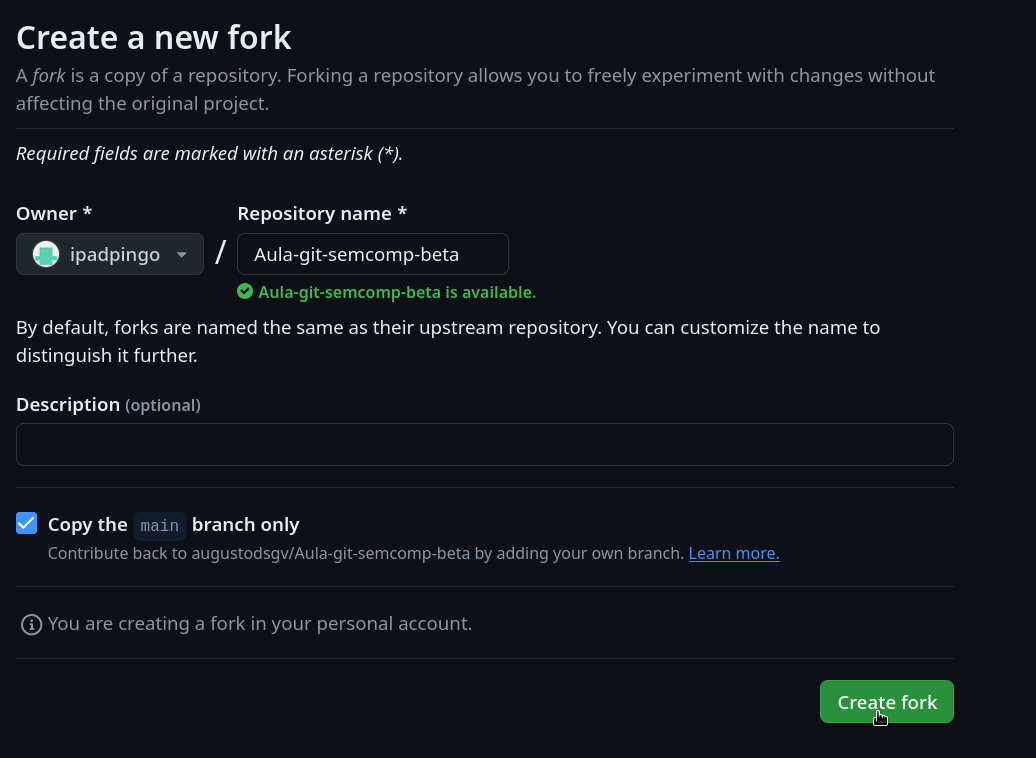 Create a new fork
A fork is a copy of a repository. Forking a repository allows you to freely experiment with changes without
affecting the original project.
Required fields are marked with an asterisk (*).
Owner * Repository name *
ipadpingo / Aula-git-semcomp-beta
Aula-git-semcomp-beta is available.
By default, forks are named the same as their upstream repository. You can customize the name to
distinguish it further.
Description (optional)
Copy the main branch only
Contribute back to augustodsgv/Aula-git-semcomp-beta by adding your own branch. Learn more.
You are creating a fork in your personal account.
Create fork